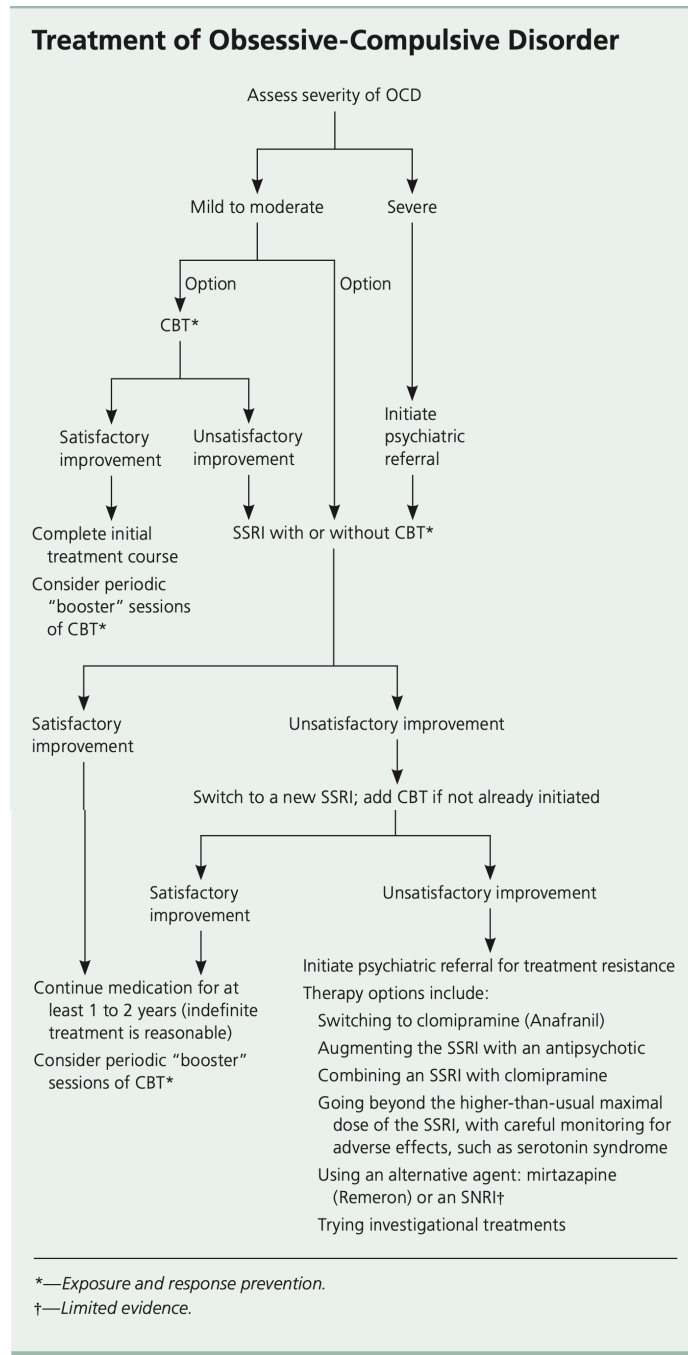 Treatment of Obsessive-Compulsive Disorder
Assess severity of OCD
Mild to moderate
Severe
Option
Option
CBT*
Satisfactory
improvement
Unsatisfactory
improvement
Initiate
psychiatric
referral
Complete initial
treatment course
Consider periodic
“booster” sessions
of CBT*
SSRI with or without CBT*
Satisfactory
improvement
Unsatisfactory improvement
Switch to a new SSRI; add CBT if not already initiated
Satisfactory
improvement
Unsatisfactory improvement
Continue medication for at
least 1 to 2 years (indefinite
treatment is reasonable)
Consider periodic “booster”
sessions of CBT*
Initiate psychiatric referral for treatment resistance
Therapy options include:
Switching to clomipramine (Anafranil)
Augmenting the SSRI with an antipsychotic
Combining an SSRI with clomipramine
Going beyond the higher-than-usual maximal
dose of the SSRI, with careful monitoring for
adverse effects, such as serotonin syndrome
Using an alternative agent: mirtazapine
(Remeron) or an SNRI†
Trying investigational treatments
*—Exposure and response prevention.
†—Limited evidence.